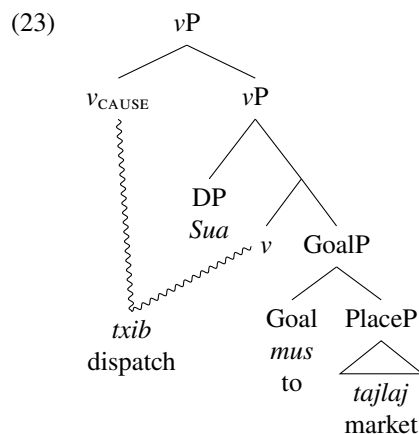 (23) vP
vCAUSE vP
DP
Sua
v GoalP
txib
dispatch
Goal
mus
to
PlaceP
tajlaj
market